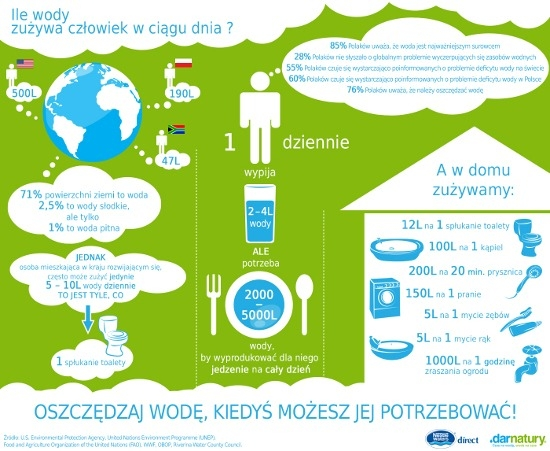 Ile wody
zużywa człowiek w ciągu dnia ?
500L
190L
47L
71% powierzchni ziemi to woda
2,5% to wody słodkie,
ale tylko
1% to woda pitna
JEDNAK
osoba mieszkająca w kraju rozwijającym się,
często może zużyć jedynie
5 – 10L wody dziennie
TO JEST TYLE, CO
1 spłukanie toalety
85% Polaków uważa, że woda jest najważniejszym surowcem
28% Polaków nie słyszało o globalnym problemie wyczerpujących się zasobów wodnych
55% Polaków czuje się wystarczająco poinformowanych o problemie deficytu wody na świecie
60% Polaków czuje się wystarczająco poinformowanych o problemie deficytu wody w Polsce
76% Polaków uważa, że należy oszczędzać wodę
1 dziennie
wypija
2–4L
wody
ALE
potrzeba
2000
–
5000L
wody,
by wyprodukować dla niego
jedzenie na cały dzień
A w domu
zużywamy:
12L na 1 spłukanie toalety
100L na 1 kąpiel
200L na 20 min. prysznica
150L na 1 pranie
5L na 1 mycie zębów
5L na 1 mycie rąk
1000L na 1 godzinę
zraszania ogrodu
OSZCZĘDZAJ WODĘ, KIEDYŚ MOŻESZ JEJ POTRZEBOWAĆ!
Źródło: U.S. Environmental Protection Agency, United Nations Environment Programme (UNEP),
Food and Agriculture Organization of the United Nations (FAO), WWF, OBOP, Riverina Water County Council.
direct
.darnatury.